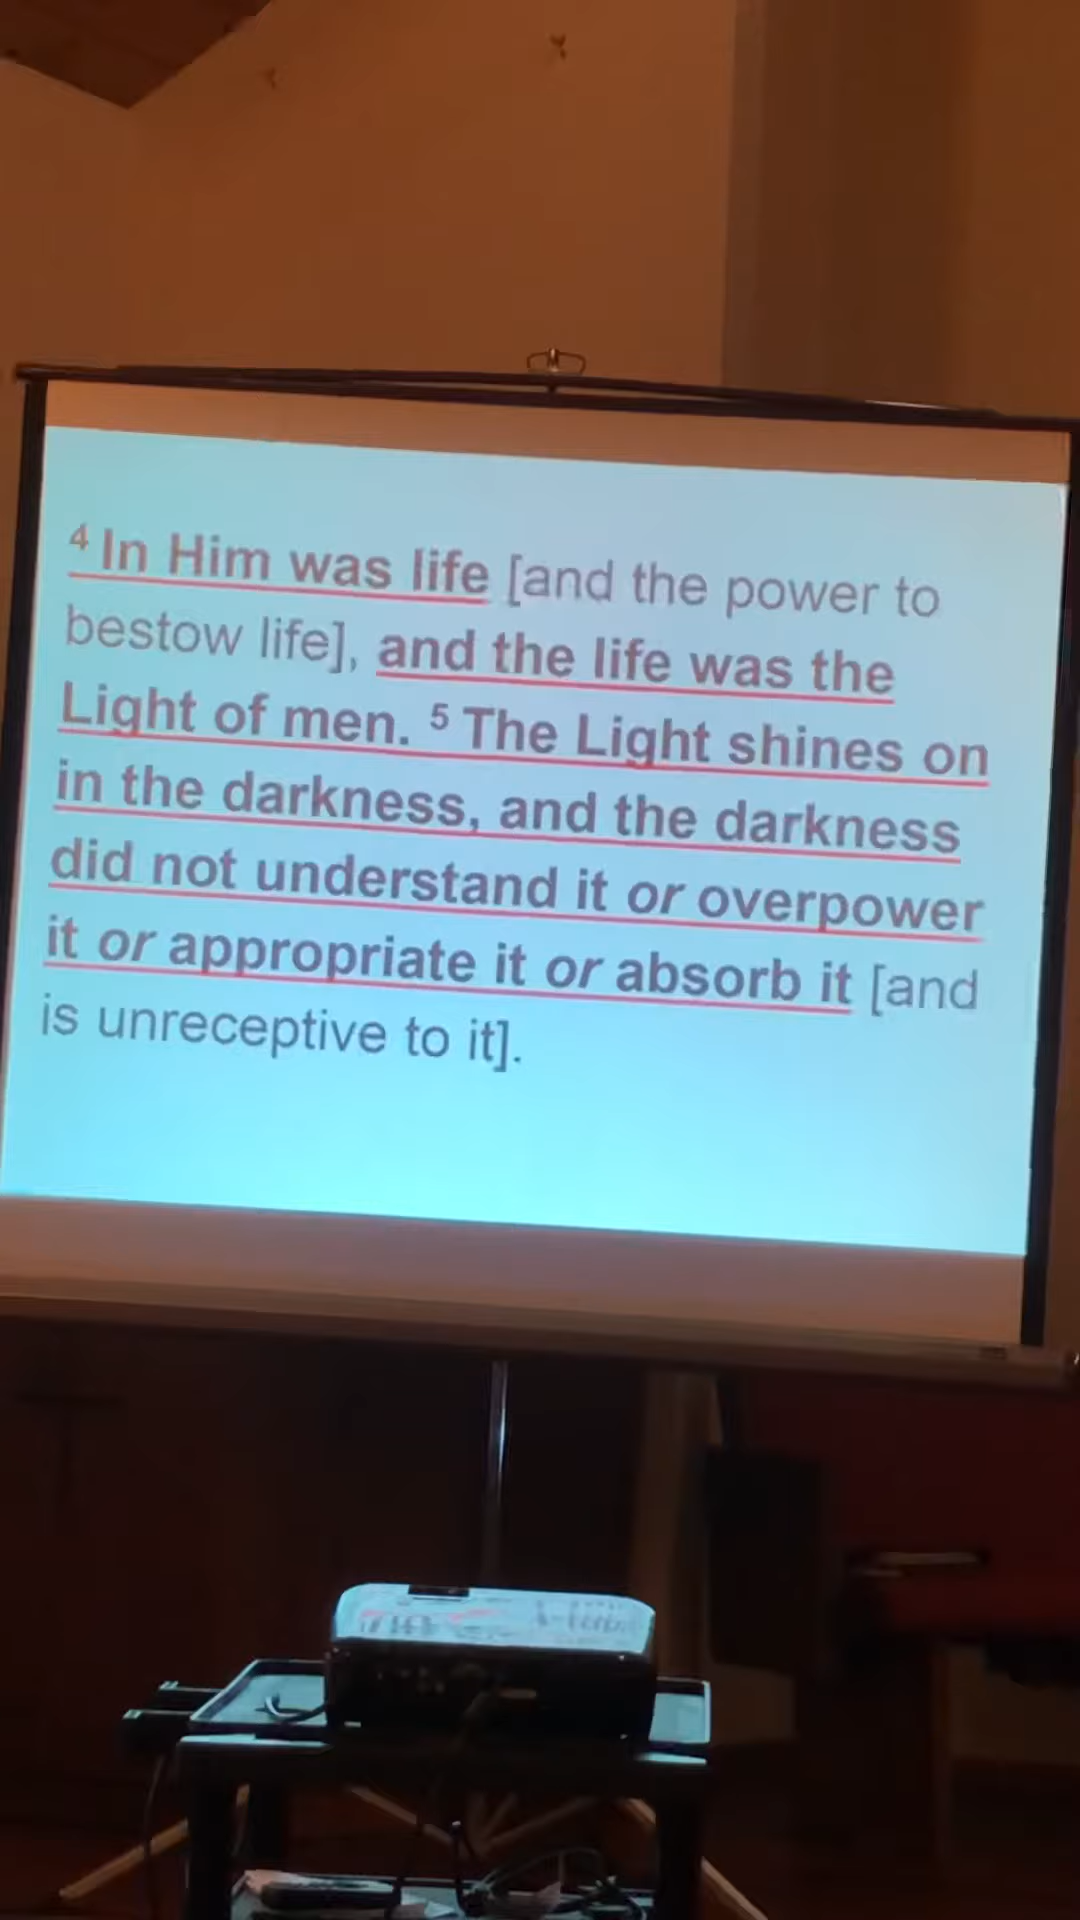 4 In Him was life [and the power to
bestow life], and the life was the
Light of men. 5 The Light shines on
in the darkness, and the darkness
did not understand it or overpower
it or appropriate it or absorb it [and
is unreceptive to it].